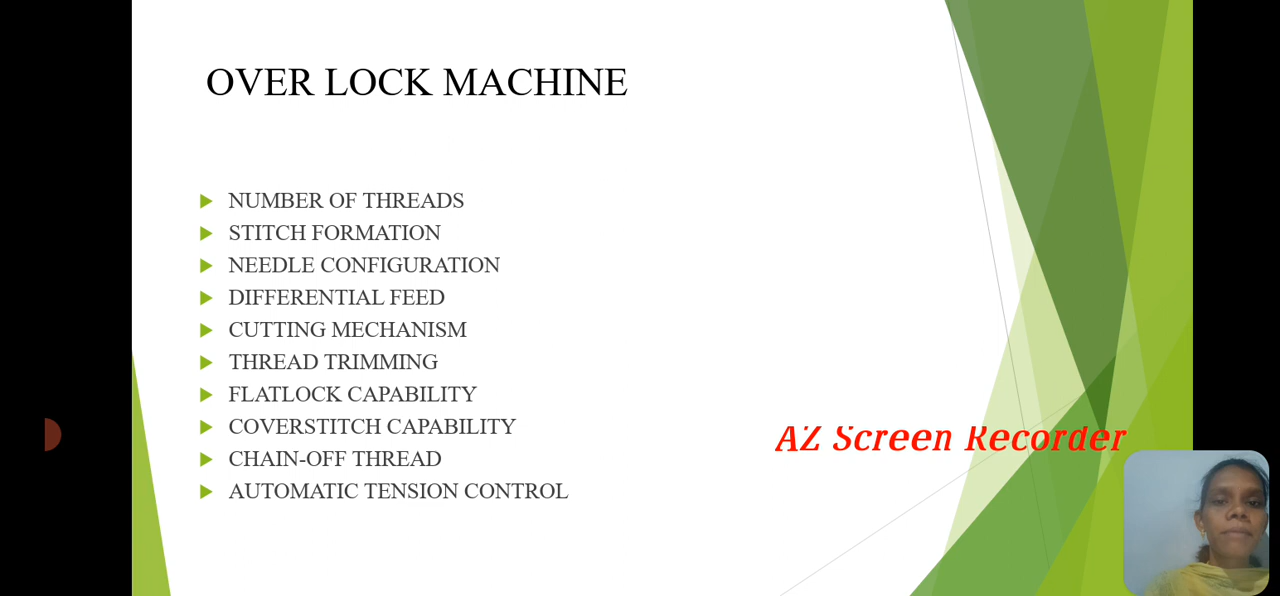 OVER LOCK MACHINE
NUMBER OF THREADS
STITCH FORMATION
NEEDLE CONFIGURATION
DIFFERENTIAL FEED
CUTTING MECHANISM
THREAD TRIMMING
FLATLOCK CAPABILITY
COVERSTITCH CAPABILITY
CHAIN-OFF THREAD
AUTOMATIC TENSION CONTROL
AZ Screen Recorder